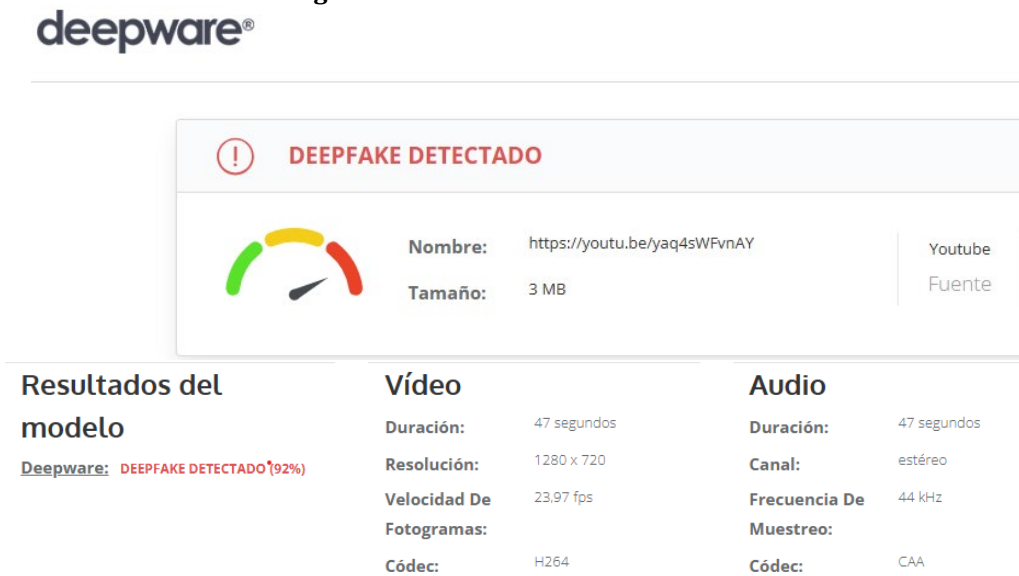 deepware®
DEEPFAKE DETECTADO
Nombre: https://youtu.be/yaq4sWFvnAY
Tamaño: 3 MB
Youtube
Fuente
Resultados del
modelo
Deepware: DEEPFAKE DETECTADO (92%)
Vídeo
Duración: 47 segundos
Resolución: 1280 x 720
Velocidad De
Fotogramas: 23,97 fps
Códec: H264
Audio
Duración: 47 segundos
Canal: estéreo
Frecuencia De
Muestreo: 44 kHz
Códec: CAA